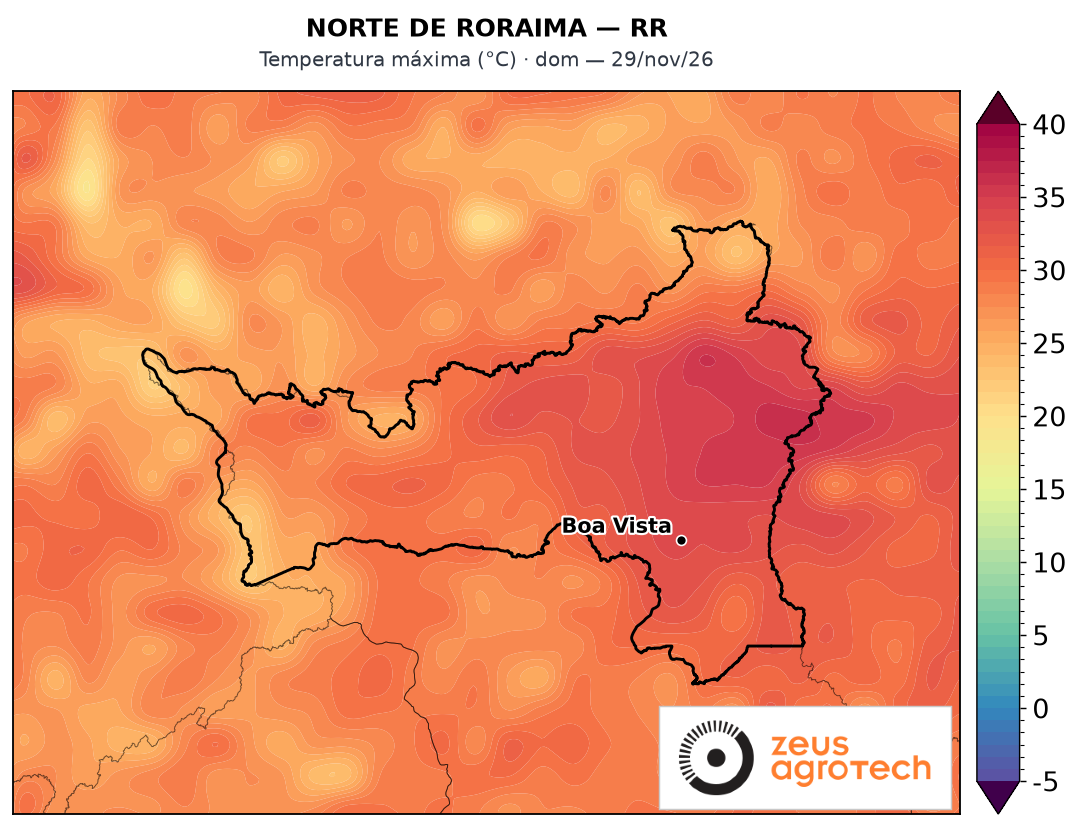 NORTE DE RORAIMA — RR
Temperatura máxima (°C) · dom — 29/nov/26
40
35
30
25
20
15
10
5
0
-5
Boa Vista
zeus
agrotech